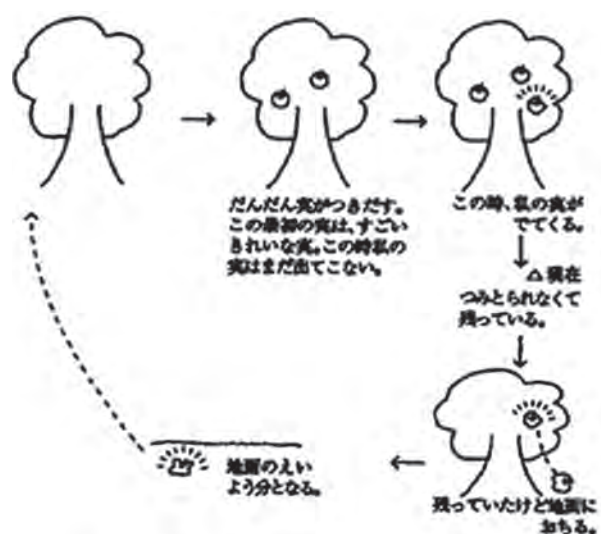 だんだん実がつきだす。
この最初の実は、すごい
きれいな実。この時私の
実はまだ出てこない。
この時、私の実が
でてくる。
△現在
つみとられなくて
残っている。
残っていたけど地面に
おちる。
地面のえい
よう分となる。